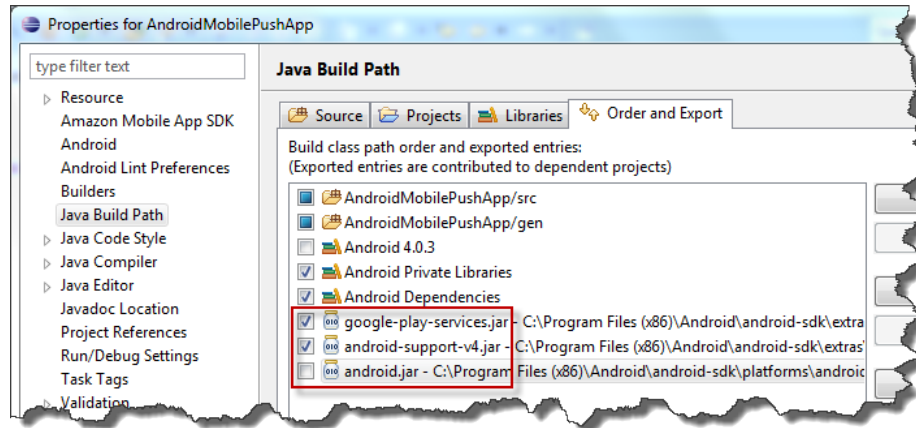 Properties for AndroidMobilePushApp
type filter text
Resource
Amazon Mobile App SDK
Android
Android Lint Preferences
Builders
Java Build Path
Java Code Style
Java Compiler
Java Editor
Javadoc Location
Project References
Run/Debug Settings
Task Tags
Validation
Java Build Path
Source
Projects
Libraries
Order and Export
Build class path order and exported entries:
(Exported entries are contributed to dependent projects)
AndroidMobilePushApp/src
AndroidMobilePushApp/gen
Android 4.0.3
Android Private Libraries
Android Dependencies
google-play-services.jar - C:\Program Files (x86)\Android\android-sdk\extra
android-support-v4.jar - C:\Program Files (x86)\Android\android-sdk\extras
android.jar - C:\Program Files (x86)\Android\android-sdk\platforms\android